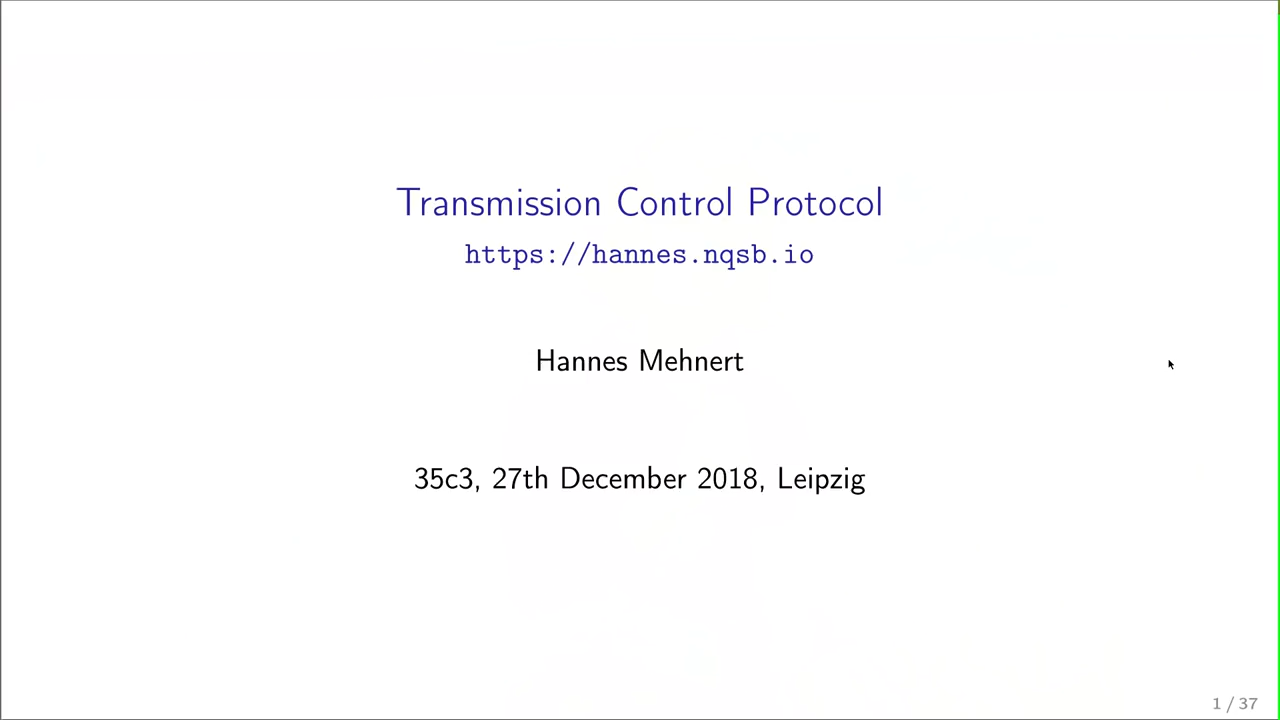 Transmission Control Protocol
https://hannes.nqsb.io
Hannes Mehnert
35c3, 27th December 2018, Leipzig
1 / 37